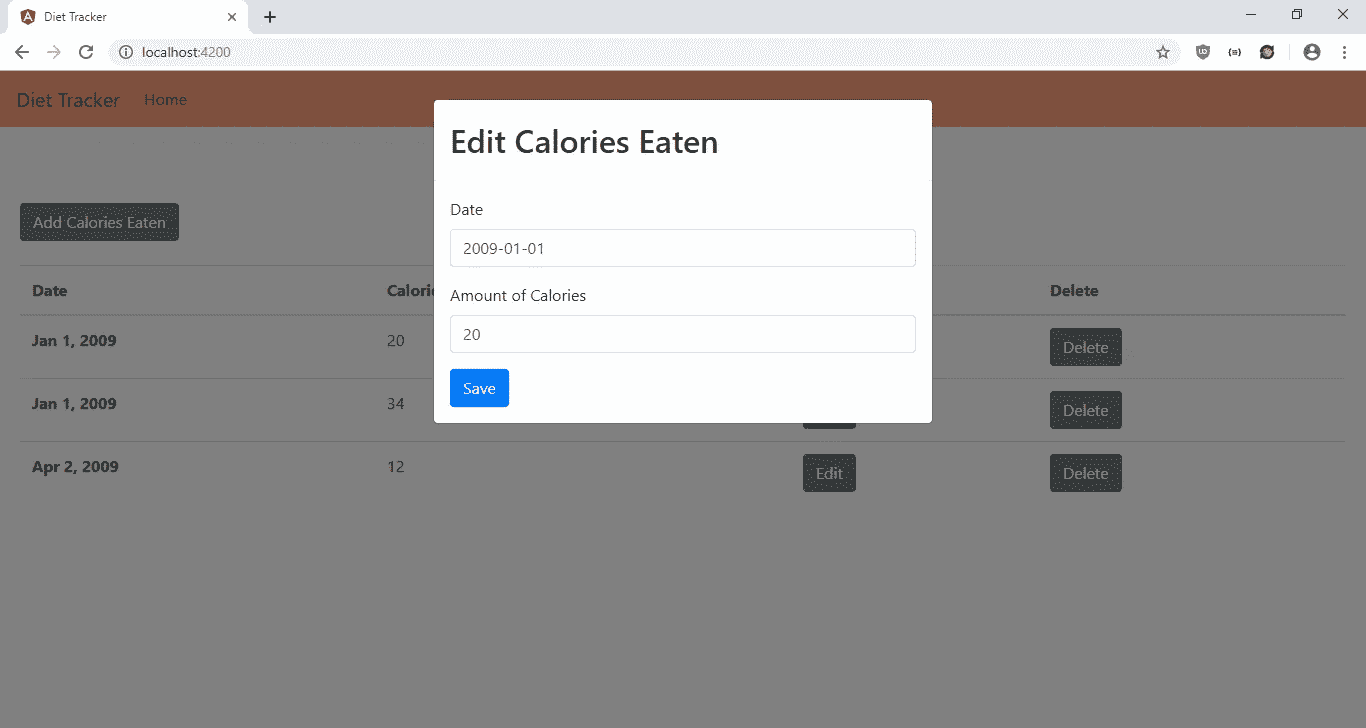 Diet Tracker
localhost:4200
Diet Tracker Home
Edit Calories Eaten
Date
2009-01-01
Amount of Calories
20
Save
Add Calories Eaten
Date Delete
Jan 1, 2009 20 Delete
Jan 1, 2009 34 Delete
Apr 2, 2009 12 Edit Delete